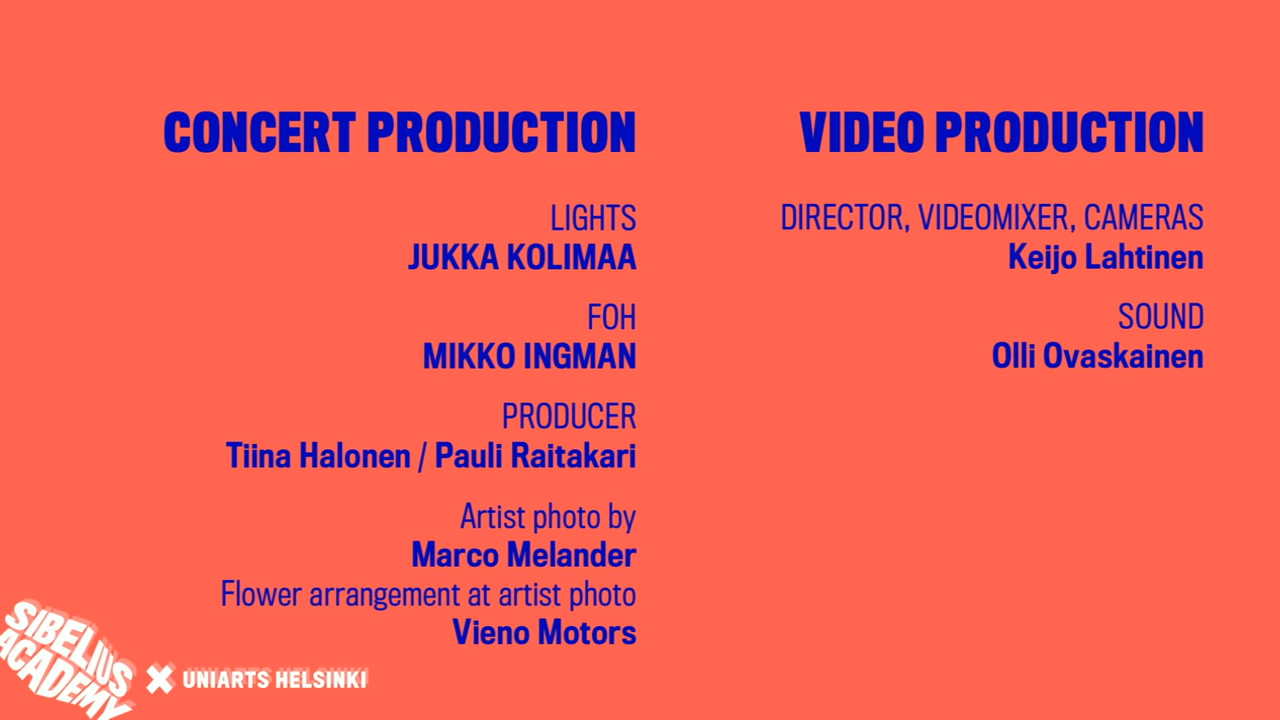 CONCERT PRODUCTION
LIGHTS
JUKKA KOLIMAA
FOH
MIKKO INGMAN
PRODUCER
Tiina Halonen / Pauli Raitakari
Artist photo by
Marco Melander
Flower arrangement at artist photo
Vieno Motors
VIDEO PRODUCTION
DIRECTOR, VIDEOMIXER, CAMERAS
Keijo Lahtinen
SOUND
Olli Ovaskainen
SIBELIUS
ACADEMY
UNIARTS HELSINKI